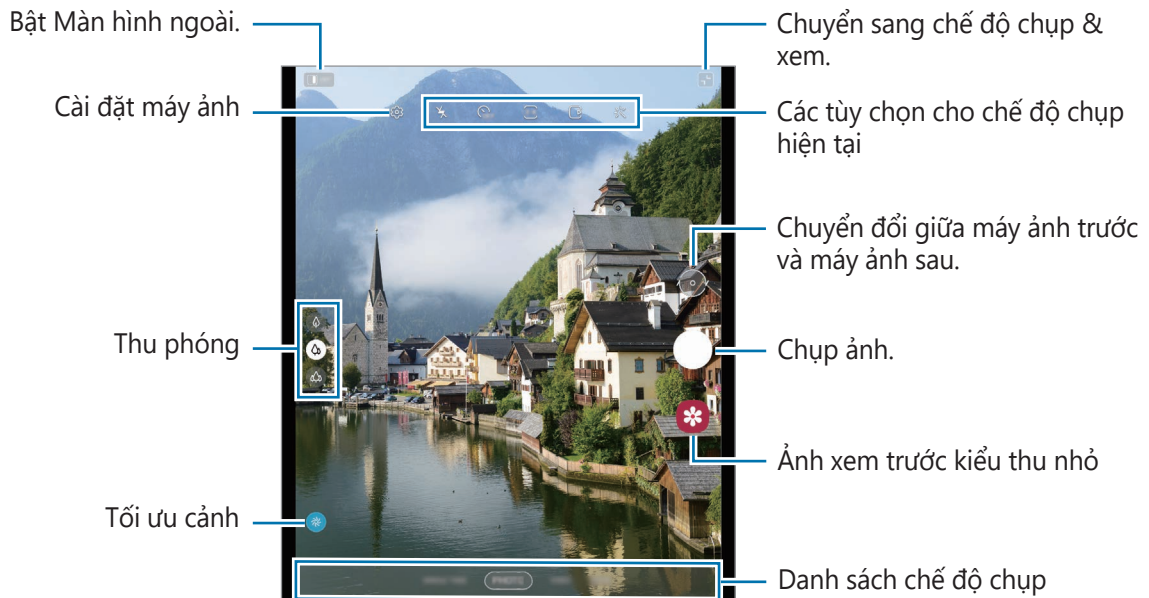 Bật Màn hình ngoài.
Chuyển sang chế độ chụp &
xem.
Cài đặt máy ảnh
Các tùy chọn cho chế độ chụp
hiện tại
Chuyển đổi giữa máy ảnh trước
và máy ảnh sau.
Thu phóng
Chụp ảnh.
Ảnh xem trước kiểu thu nhỏ
Tối ưu cảnh
PHOTO
Danh sách chế độ chụp